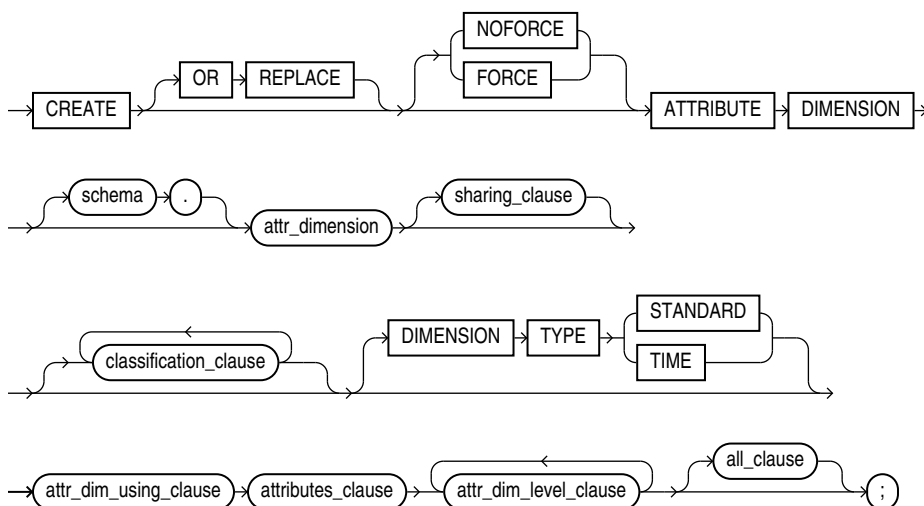 NOFORCE
OR REPLACE FORCE
CREATE ATTRIBUTE DIMENSION
schema . sharing_clause
attr_dimension
STANDARD
DIMENSION TYPE
classification_clause TIME
all_clause
attr_dim_using_clause attributes_clause attr_dim_level_clause ;